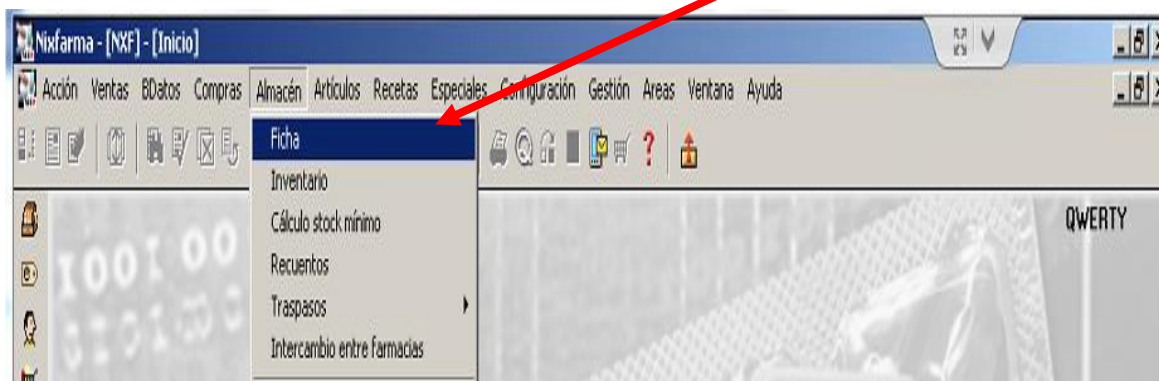 Nixfarma - [NXF] - [Inicio]
Acción Ventas BDatos Compras Almacén Artículos Recetas Especiales Configuración Gestión Areas Ventana Ayuda
Ficha
Inventario
Cálculo stock mínimo
QWERTY
Recuentos
Traspasos
Intercambio entre farmacias